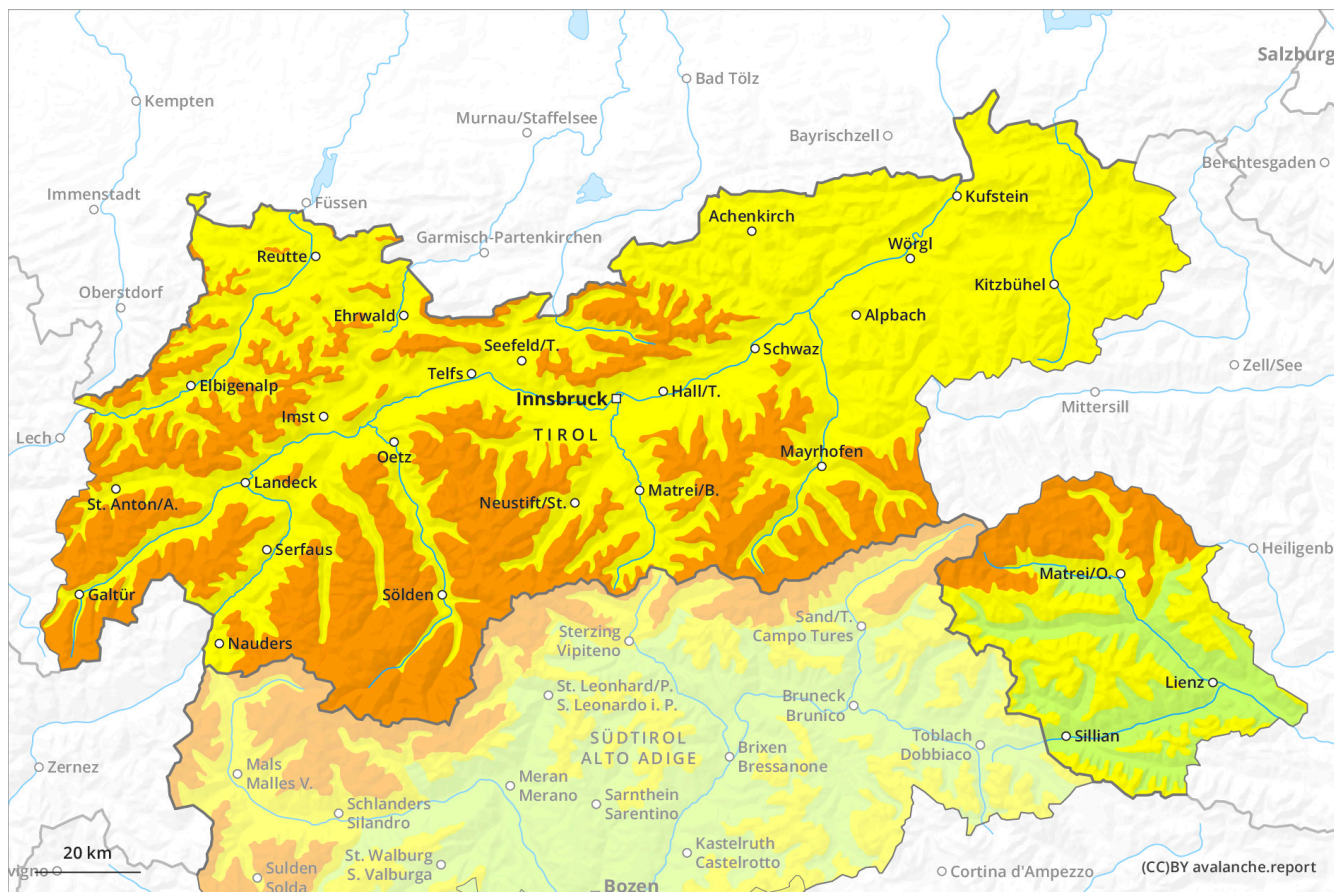 Salzburg
Bad Tölz
Kempten
Murnau/Staffelsee
Bayrischzell
Berchtesgaden
Immenstadt
Füssen
Kufstein
Achenkirch
Garmisch-Partenkirchen
Wörgl
Reutte
Kitzbühel
Oberstdorf
Ehrwald
Alpbach
Seefeld/T.
Schwaz
Zell/See
Telfs
Elbigenalp
Hall/T.
Innsbruck
Mittersill
Imst
Lech
TIROL
Oetz
Mayrhofen
Landeck
Matrei/B.
St. Anton/A.
Neustift/St.
Serfaus
Heiligenb
Matrei/O.
Galtür
Sölden
Sand/T.
Campo Tures
Sterzing
Vipiteno
Nauders
Lienz
St. Leonhard/P.
S. Leonardo i. P.
Bruneck
Brunico
SÜDTIROL
ALTO ADIGE
Toblach
Dobbiaco
Sillian
Brixen
Bressanone
Zernez
Mals
Malles V.
Meran
Merano
Schlanders
Silandro
Sarnthein
Sarentino
20 km
St. Walburg
S. Valburga
Kastelruth
Castelrotto
vigno
Sulden
Solda
Bozen
Cortina d'Ampezzo
(CC)BY avalanche.report